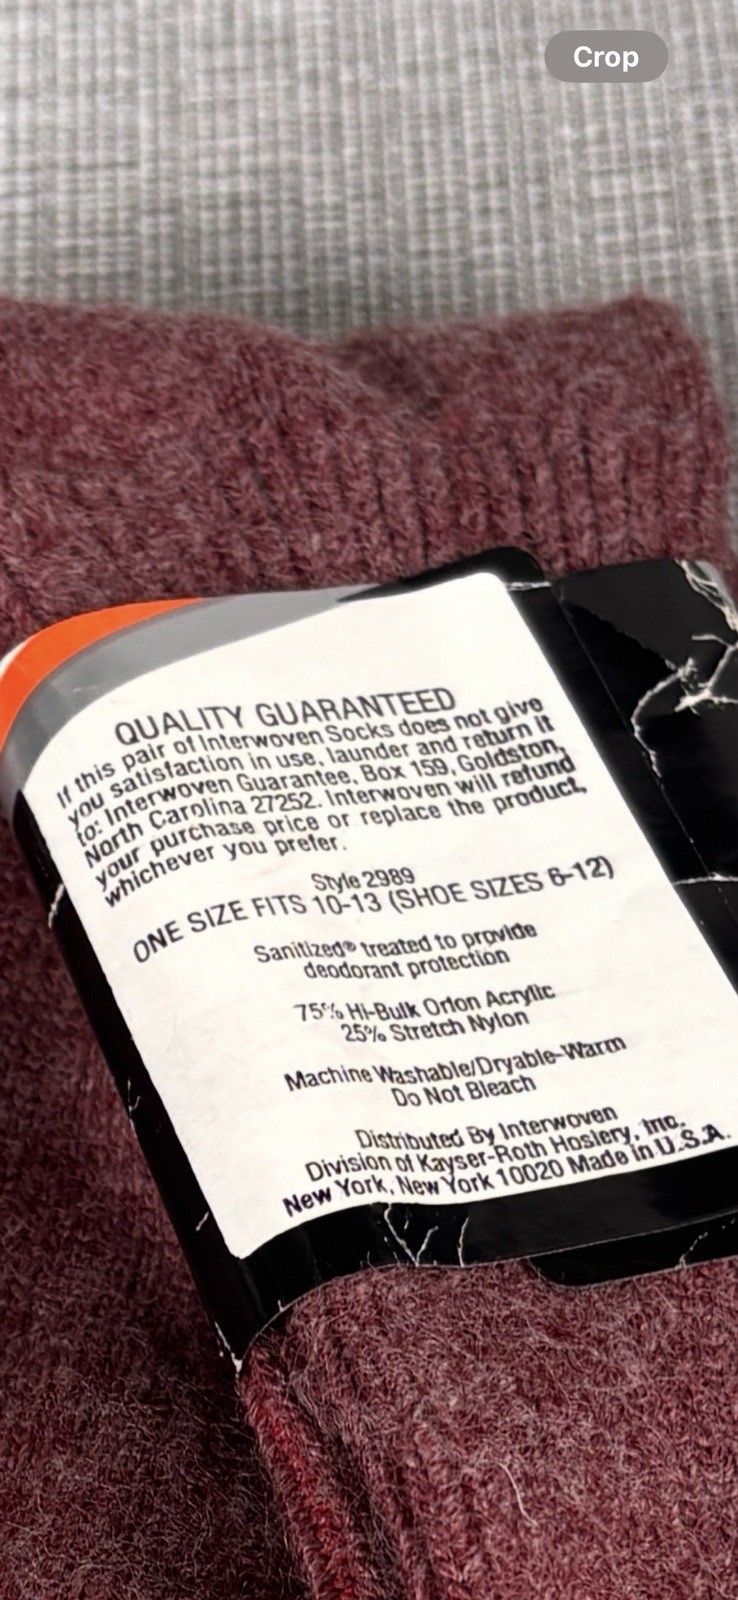 Crop
QUALITY GUARANTEED
If this pair of Interwoven Socks does not give
you satisfaction in use, launder and return it
to: Interwoven Guarantee, Box 159, Goldston,
North Carolina 27252. Interwoven will refund
your purchase price or replace the product,
whichever you prefer.
Style 2989
ONE SIZE FITS 10-13 (SHOE SIZES 6-12)
Sanitized® treated to provide
deodorant protection
75% Hi-Bulk Orlon Acrylic
25% Stretch Nylon
Machine Washable/Dryable-Warm
Do Not Bleach
Distributed By Interwoven
Division of Kayser-Roth Hosiery, Inc.
New York, New York 10020 Made in U.S.A.